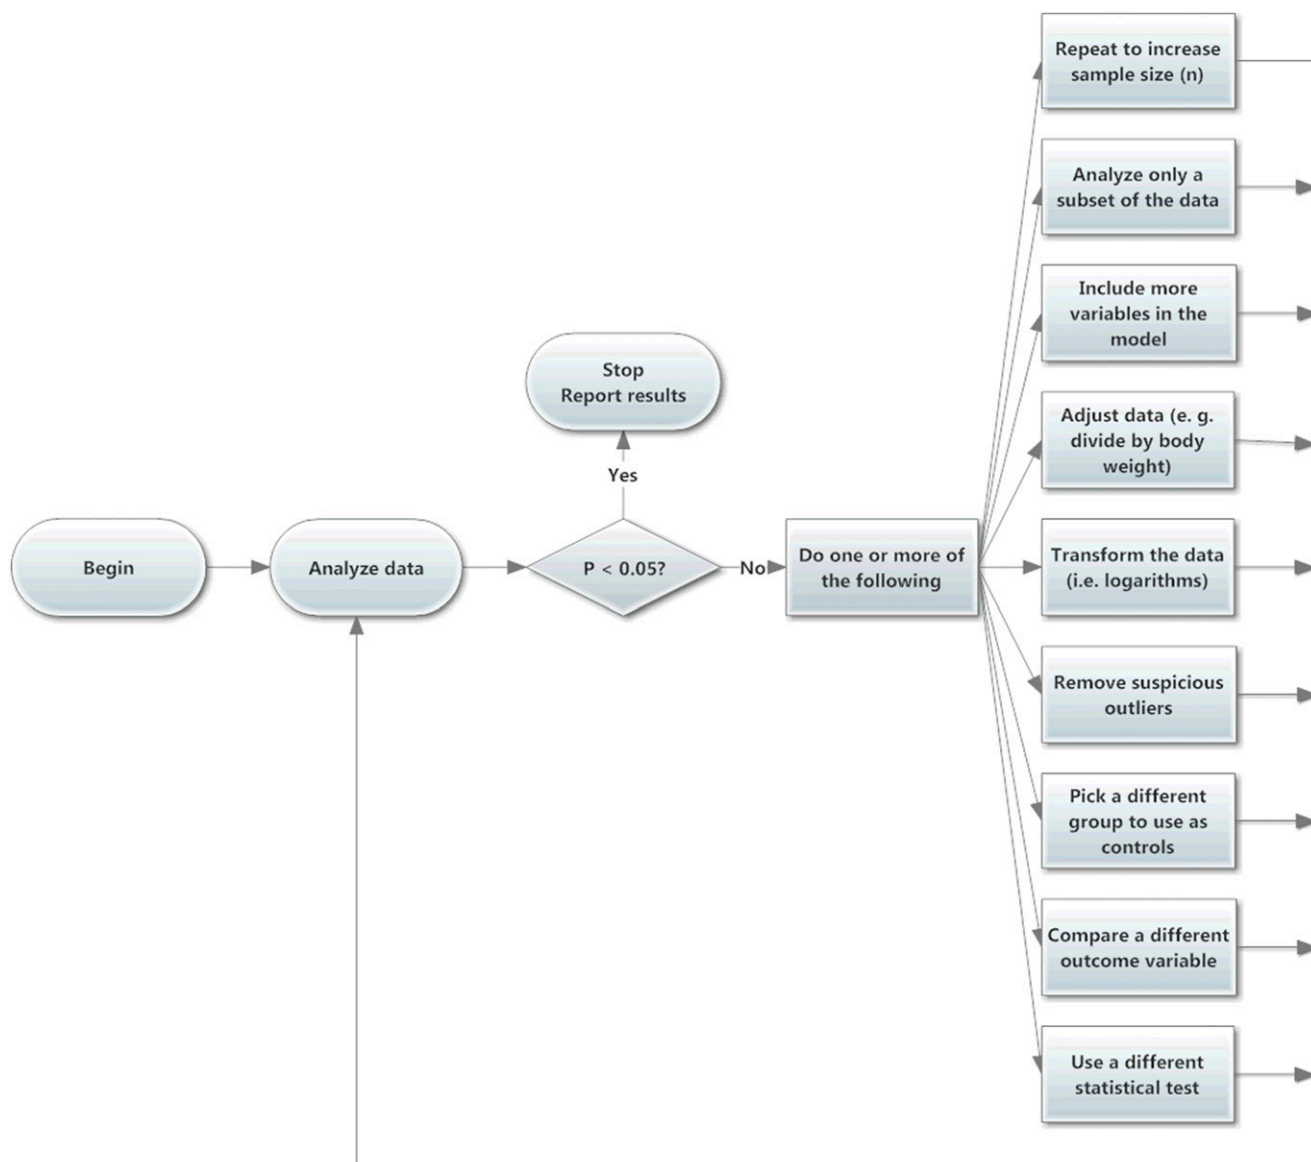 Begin
Analyze data
P < 0.05?
Yes
Stop
Report results
No
Do one or more of
the following
Repeat to increase
sample size (n)
Analyze only a
subset of the data
Include more
variables in the
model
Adjust data (e. g.
divide by body
weight)
Transform the data
(i.e. logarithms)
Remove suspicious
outliers
Pick a different
group to use as
controls
Compare a different
outcome variable
Use a different
statistical test